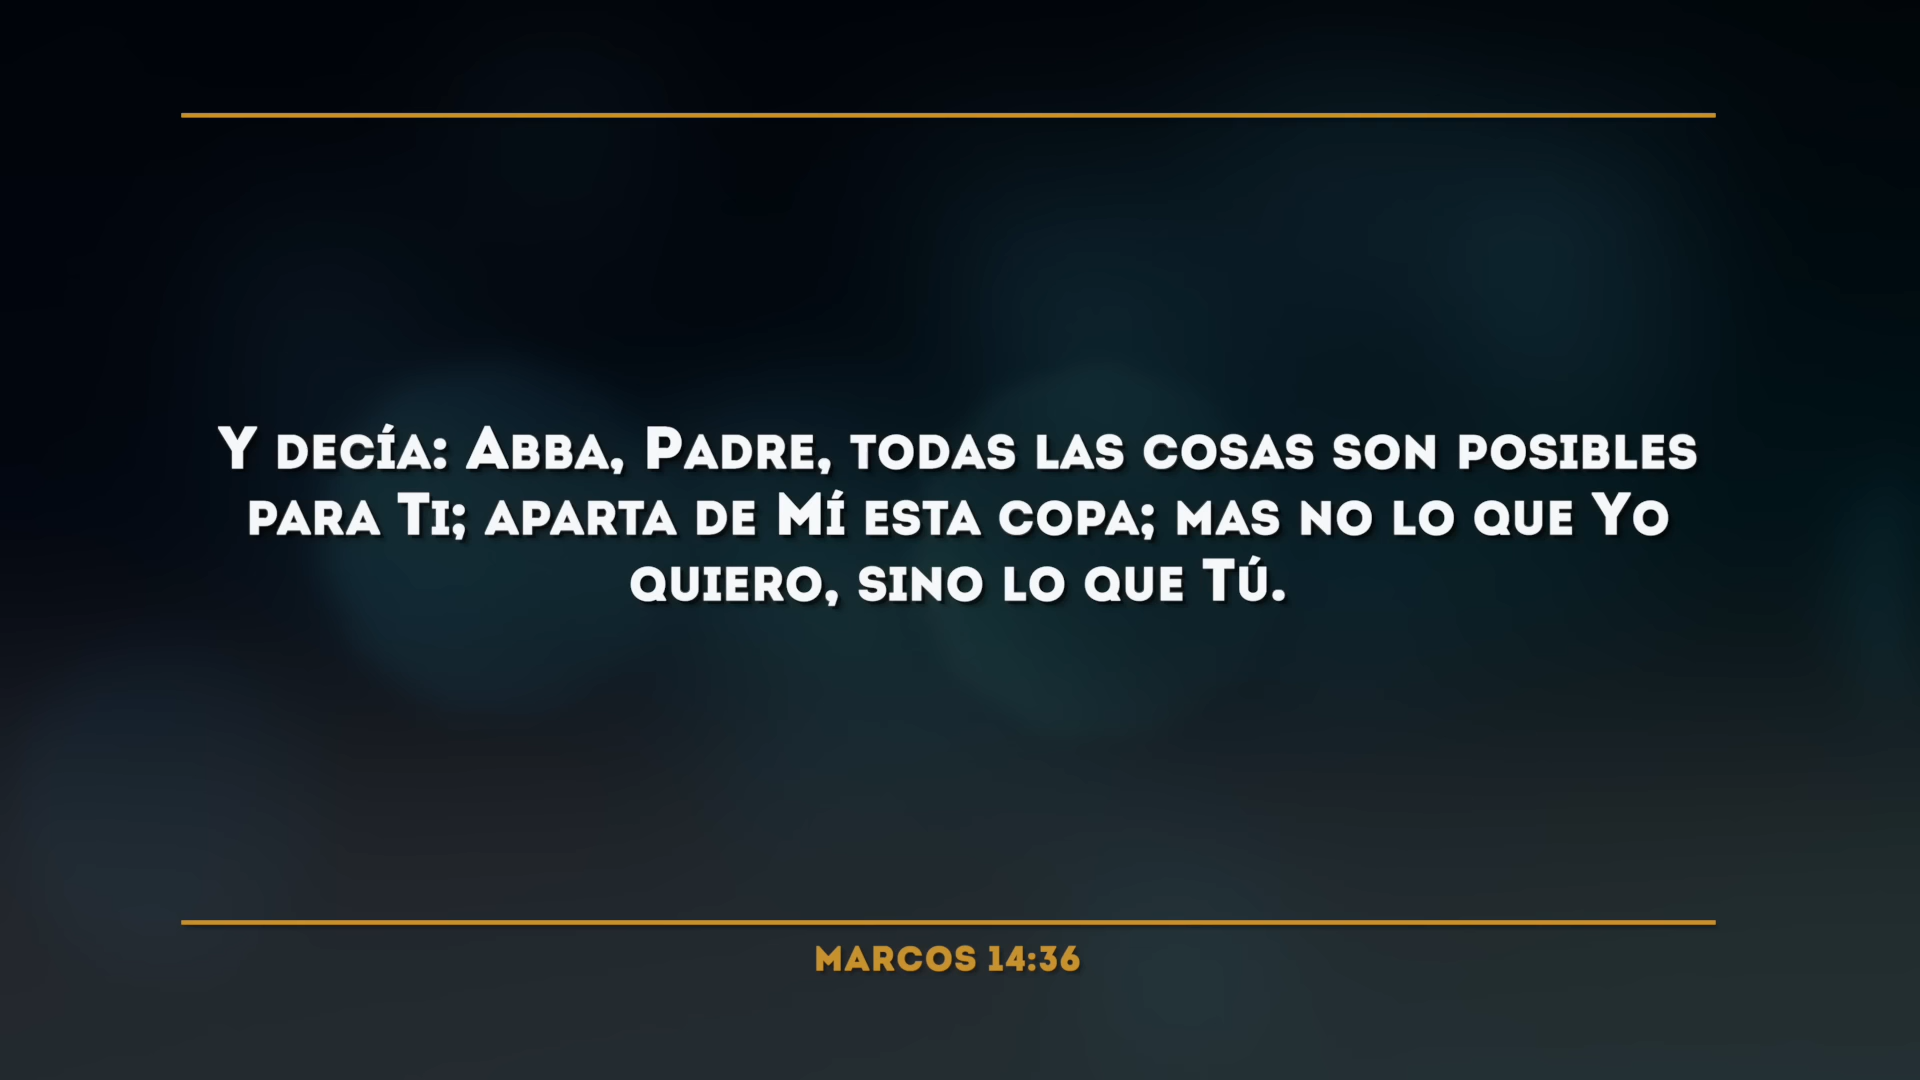 Y decía: Abba, Padre, todas las cosas son posibles
para Ti; aparta de Mí esta copa; mas no lo que Yo
quiero, sino lo que Tú.
MARCOS 14:36